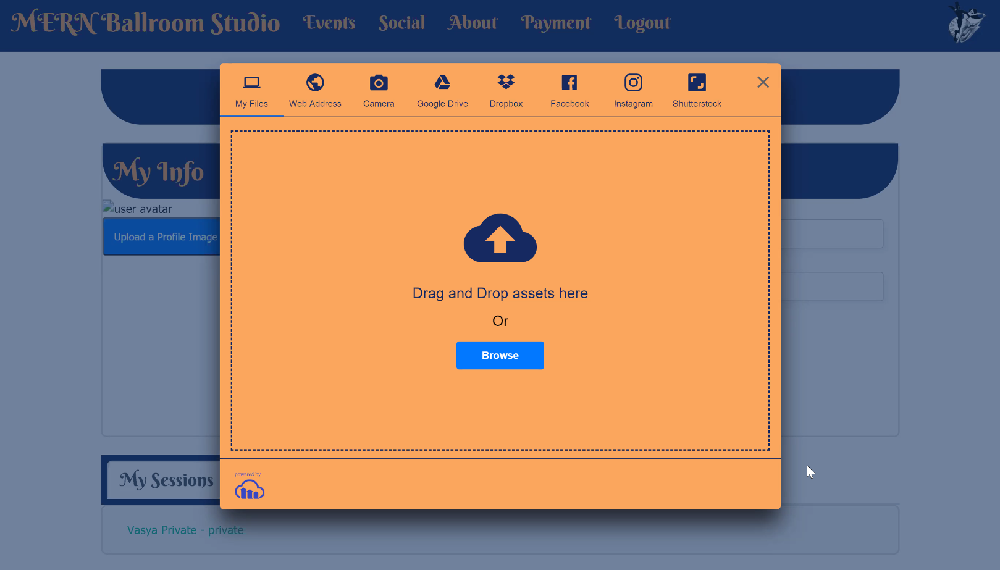 MERN Ballroom Studio Events Social About Payment Logout
My Files Web Address Camera Google Drive Dropbox Facebook Instagram Shutterstock
My Info
user avatar
Upload a Profile Image
Drag and Drop assets here
Or
Browse
powered by
My Sessions
Vasya Private - private